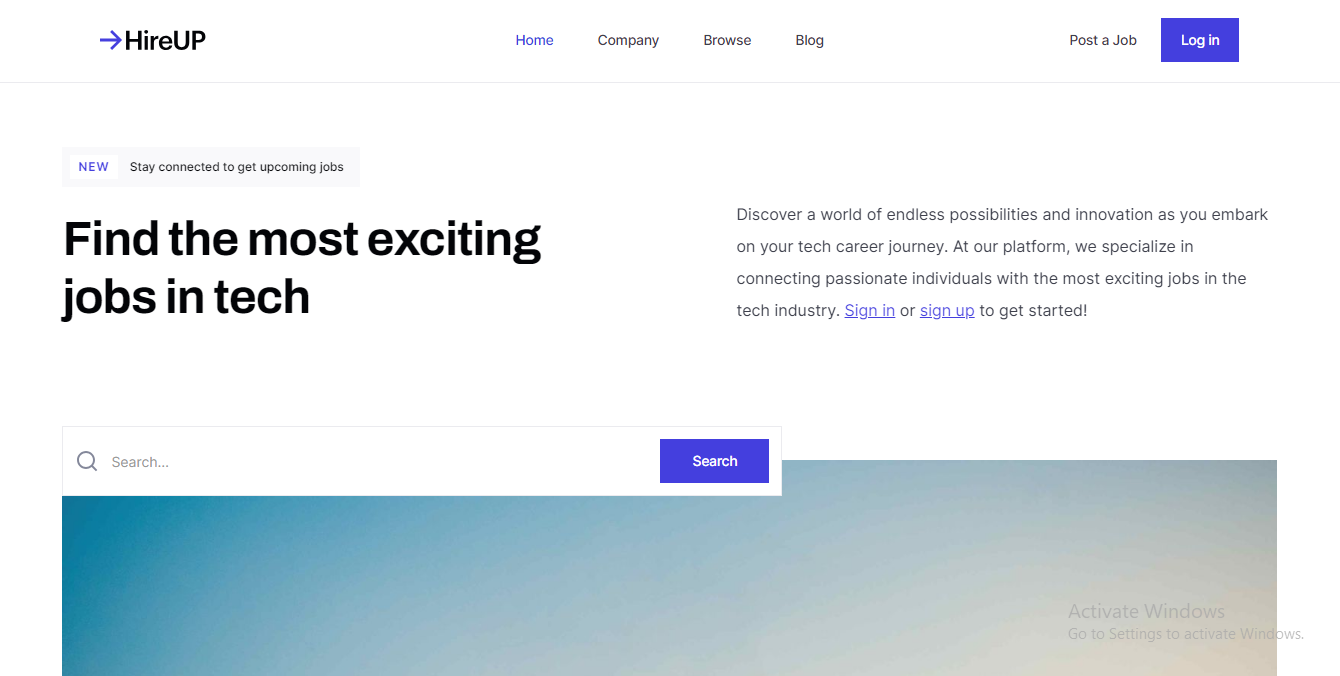 HireUP
Home
Company
Browse
Blog
Post a Job
Log in
NEW
Stay connected to get upcoming jobs
Find the most exciting
jobs in tech
Discover a world of endless possibilities and innovation as you embark
on your tech career journey. At our platform, we specialize in
connecting passionate individuals with the most exciting jobs in the
tech industry. Sign in or sign up to get started!
Search...
Search
Activate Windows
Go to Settings to activate Windows.